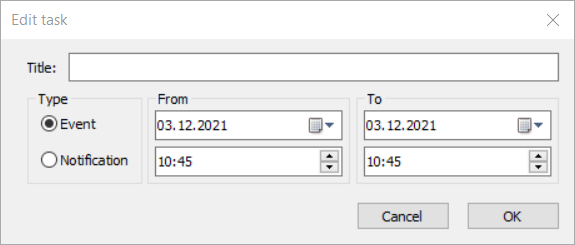 Edit task
Title:
Type
From
To
Event
03.12.2021
03.12.2021
Notification
10:45
10:45
Cancel
OK